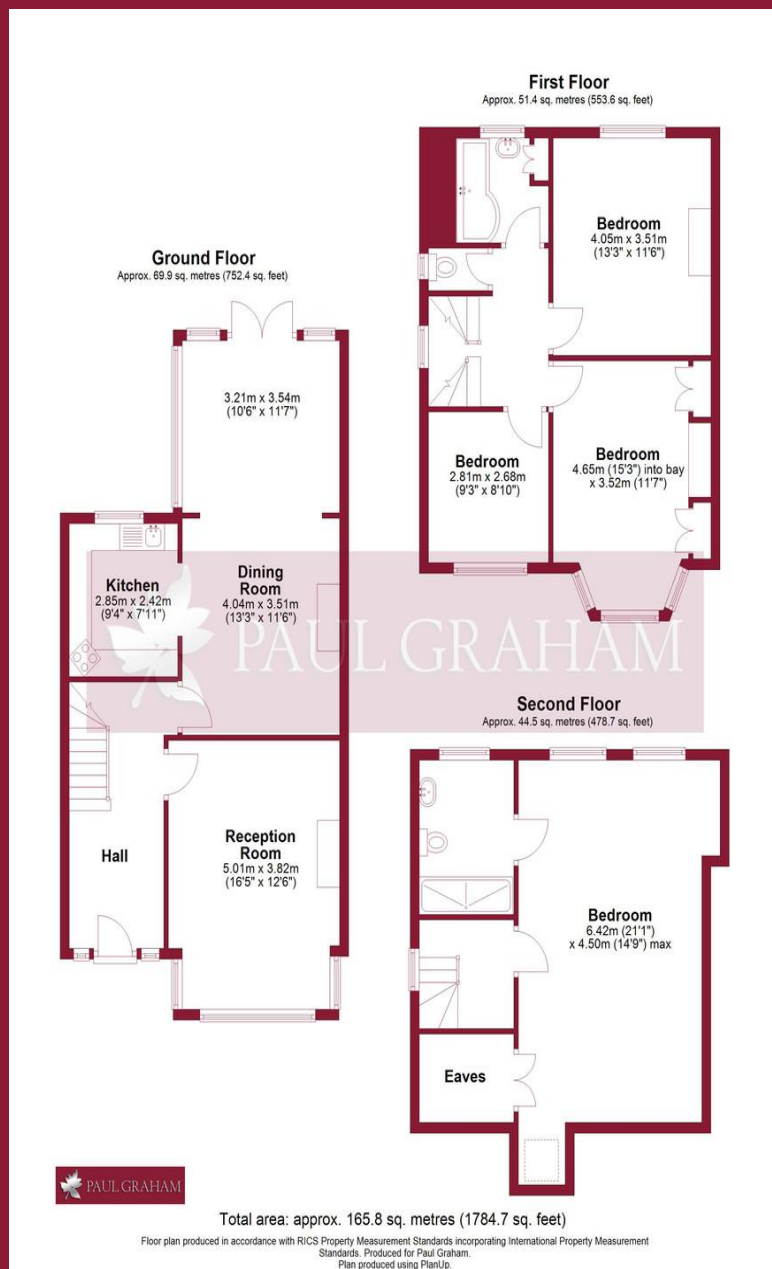 First Floor
Approx. 51.4 sq. metres (553.6 sq. feet)
Bedroom
4.05m x 3.51m
(13'3" x 11'6")
Bedroom
4.65m (15'3") into bay
x 3.52m (11'7")
Bedroom
2.81m x 2.68m
(9'3" x 8'10")
Ground Floor
Approx. 69.9 sq. metres (752.4 sq. feet)
3.21m x 3.54m
(10'6" x 11'7")
Kitchen
2.85m x 2.42m
(9'4" x 7'11")
Dining
Room
4.04m x 3.51m
(13'3" x 11'6")
PAUL GRAHAM
Reception
Room
5.01m x 3.82m
(16'5" x 12'6")
Hall
Second Floor
Approx. 44.5 sq. metres (478.7 sq. feet)
Bedroom
6.42m (21'1")
x 4.50m (14'9") max
Eaves
PAUL GRAHAM
Total area: approx. 165.8 sq. metres (1784.7 sq. feet)
Floor plan produced in accordance with RICS Property Measurement Standards incorporating International Property Measurement
Standards. Produced for Paul Graham.
Plan produced using PlanUp.